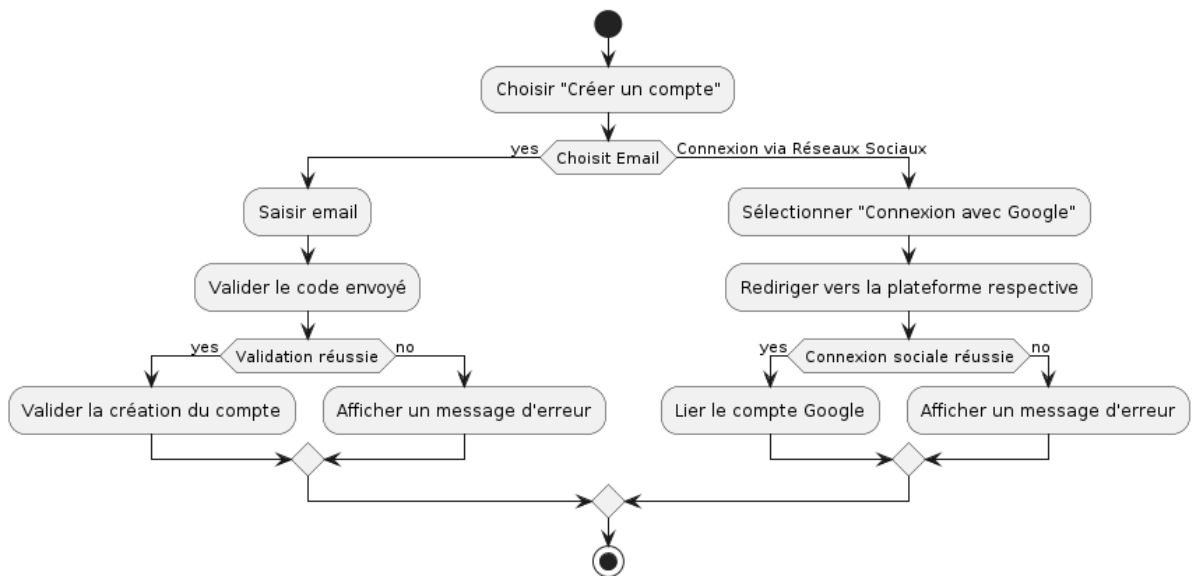 Choisir "Créer un compte"
yes
Choisit Email
Connexion via Réseaux Sociaux
Saisir email
Sélectionner "Connexion avec Google"
Valider le code envoyé
Rediriger vers la plateforme respective
yes
Validation réussie
no
yes
Connexion sociale réussie
no
Valider la création du compte
Afficher un message d'erreur
Lier le compte Google
Afficher un message d'erreur